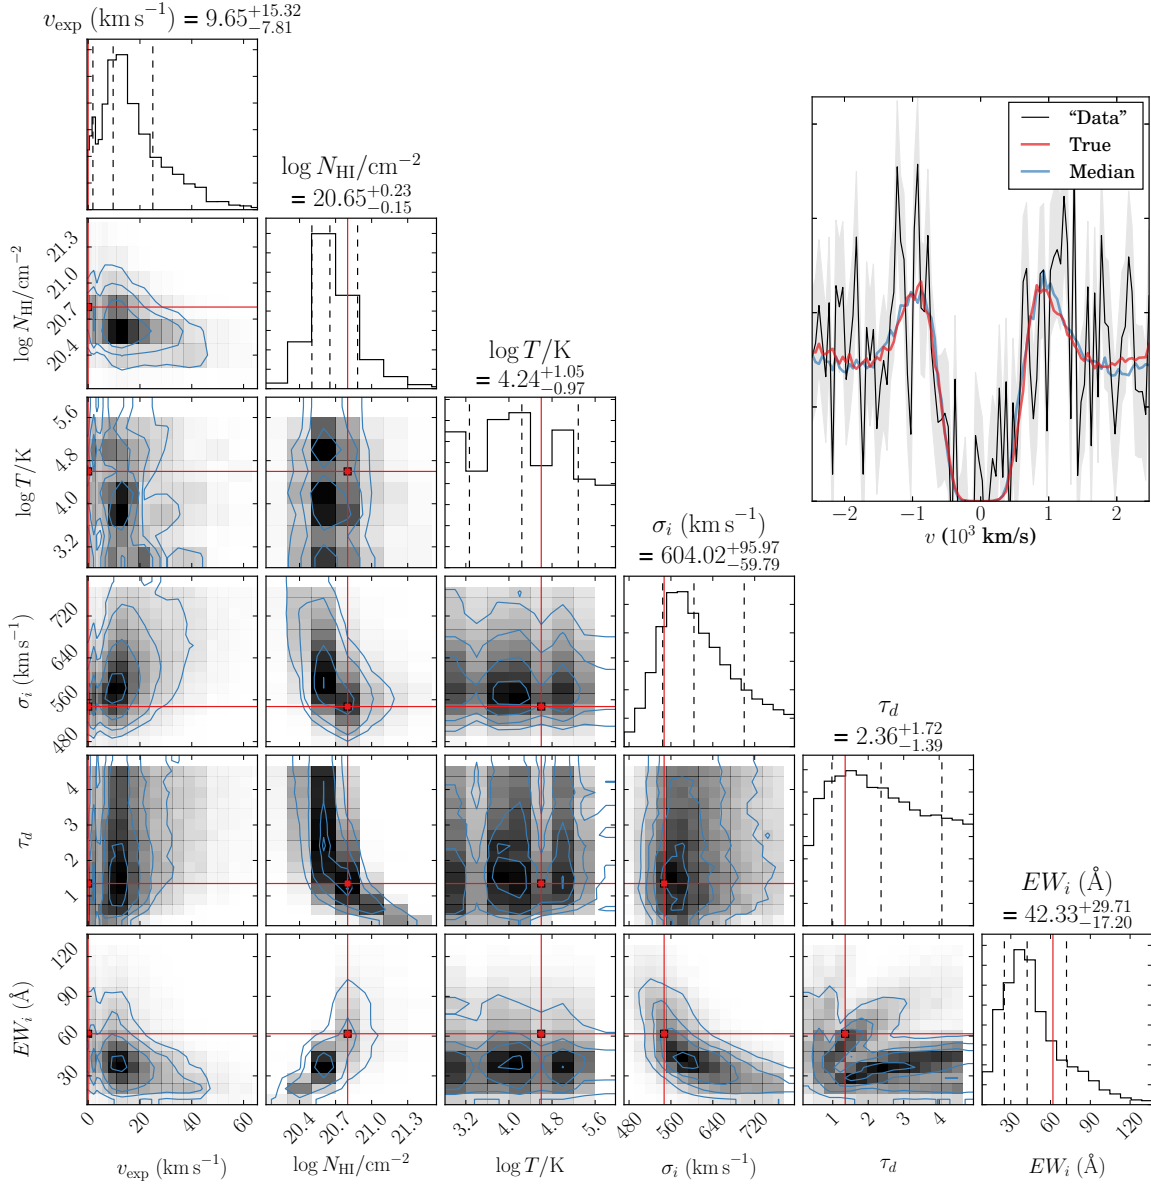 v_exp (km s⁻¹) = 9.65 +15.32 −7.81
log N_HI/cm⁻²
= 20.65 +0.23 −0.15
log T/K
= 4.24 +1.05 −0.97
σ_i (km s⁻¹)
= 604.02 +95.97 −59.79
τ_d
= 2.36 +1.72 −1.39
EW_i (Å)
= 42.33 +29.71 −17.20
“Data”
True
Median
−2 −1 0 1 2
v (10³ km/s)
log N_HI/cm⁻²
21.3
21.0
20.7
20.4
log T/K
5.6
4.8
4.0
3.2
σ_i (km s⁻¹)
720
640
560
480
τ_d
4
3
2
1
EW_i (Å)
120
90
60
30
0 20 40 60
20.4 20.7 21.0 21.3
3.2 4.0 4.8 5.6
480 560 640 720
1 2 3 4
30 60 90 120
v_exp (km s⁻¹)
log N_HI/cm⁻²
log T/K
σ_i (km s⁻¹)
τ_d
EW_i (Å)